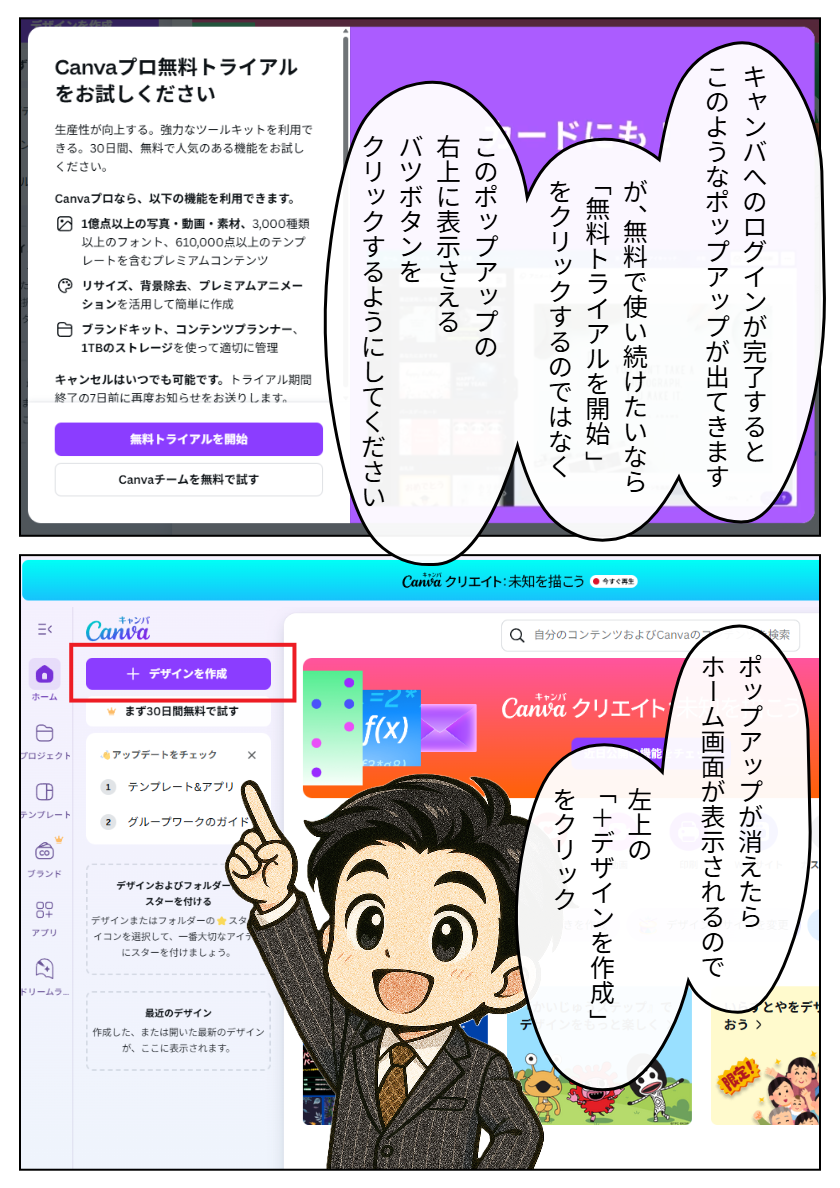 デザインを作成
Canvaプロ無料トライアル
をお試しください
生産性が向上する。強力なツールキットを利用で
きる。30日間、無料で人気のある機能をお試し
ください。
Canvaプロなら、以下の機能を利用できます。
1億点以上の写真・動画・素材、3,000種類
以上のフォント、610,000点以上のテンプ
レートを含むプレミアムコンテンツ
リサイズ、背景除去、プレミアムアニメー
ションを活用して簡単に作成
ブランドキット、コンテンツプランナー、
1TBのストレージを使って適切に管理
キャンセルはいつでも可能です。トライアル期間
終了の7日前に再度お知らせをお送りします。
無料トライアルを開始
Canvaチームを無料で試す
コードにも
キャンバへのログインが完了すると
このようなポップアップが出てきます
が、無料で使い続けたいなら
「無料トライアルを開始」
をクリックするのではなく
このポップアップの
右上に表示さえる
バツボタンを
クリックするようにしてください
キャンバ
Canva クリエイト：未知を描こう 今すぐ再生
キャンバ
Canva
自分のコンテンツおよびCanvaのコ 検索
ホーム
プロジェクト
テンプレート
ブランド
アプリ
ドリームラ...
＋ デザインを作成
まず30日間無料で試す
アップデートをチェック
1 テンプレート&アプリ
2 グループワークのガイド
デザインおよびフォルダー
スターを付ける
デザインまたはフォルダーの スタ
イコンを選択して、一番大切なアイテ
にスターを付けましょう。
最近のデザイン
作成した、または開いた最新のデザイン
が、ここに表示されます。
=2*
f(x)
キャンバ
Canva クリエイト
ポップアップが消えたら
ホーム画面が表示されるので
左上の
「＋デザインを作成」
をクリック
おう
限定!